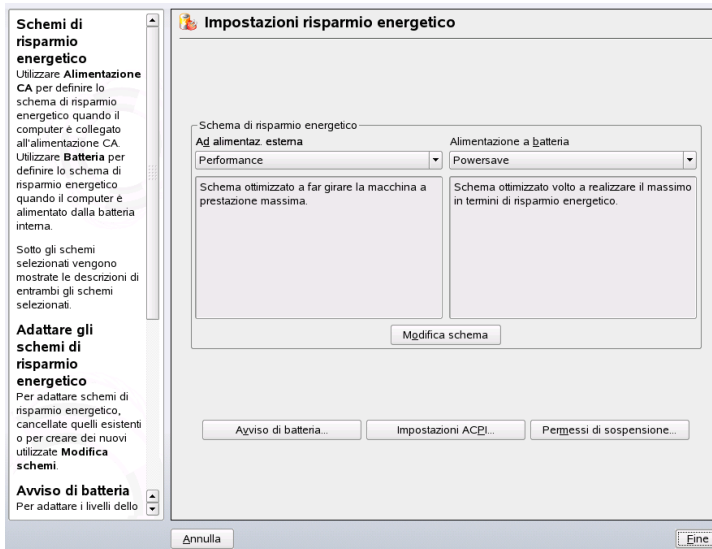 Schemi di
risparmio
energetico
Utilizzare Alimentazione
CA per definire lo
schema di risparmio
energetico quando il
computer è collegato
all'alimentazione CA.
Utilizzare Batteria per
definire lo schema di
risparmio energetico
quando il computer è
alimentato dalla batteria
interna.
Sotto gli schemi
selezionati vengono
mostrate le descrizioni di
entrambi gli schemi
selezionati.
Adattare gli
schemi di
risparmio
energetico
Per adattare schemi di
risparmio energetico,
cancellate quelli esistenti
o per creare dei nuovi
utilizzate Modifica
schemi.
Avviso di batteria
Per adattare i livelli dello
Impostazioni risparmio energetico
Schema di risparmio energetico
Ad alimentaz. esterna
Performance
Schema ottimizzato a far girare la macchina a
prestazione massima.
Alimentazione a batteria
Powersave
Schema ottimizzato volto a realizzare il massimo
in termini di risparmio energetico.
Modifica schema
Avviso di batteria...
Impostazioni ACPI...
Permessi di sospensione...
Annulla
Fine